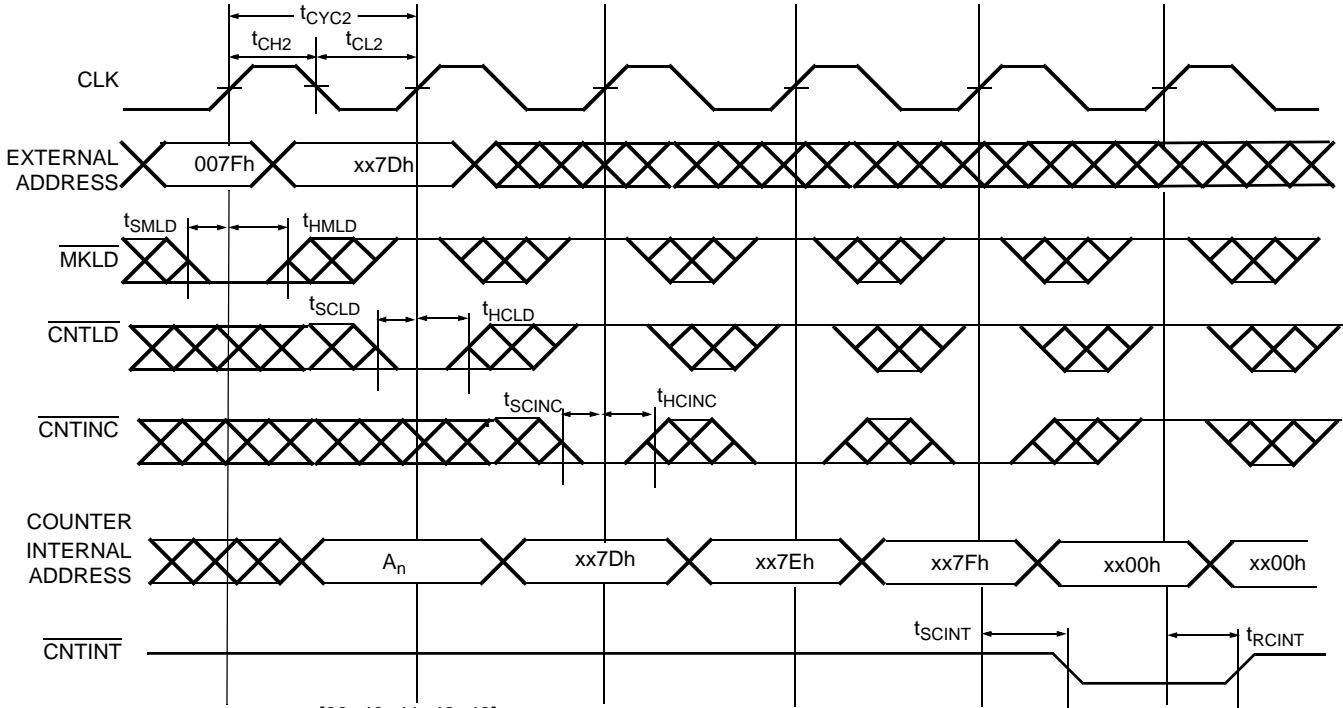 tCYC2
tCH2
tCL2
CLK
EXTERNAL
ADDRESS
007Fh
xx7Dh
tSMLD
tHMLD
MKLD
tSCLD
tHCLD
CNTLD
tSCINC
tHCINC
CNTINC
COUNTER
INTERNAL
ADDRESS
An
xx7Dh
xx7Eh
xx7Fh
xx00h
xx00h
tSCINT
tRCINT
CNTINT